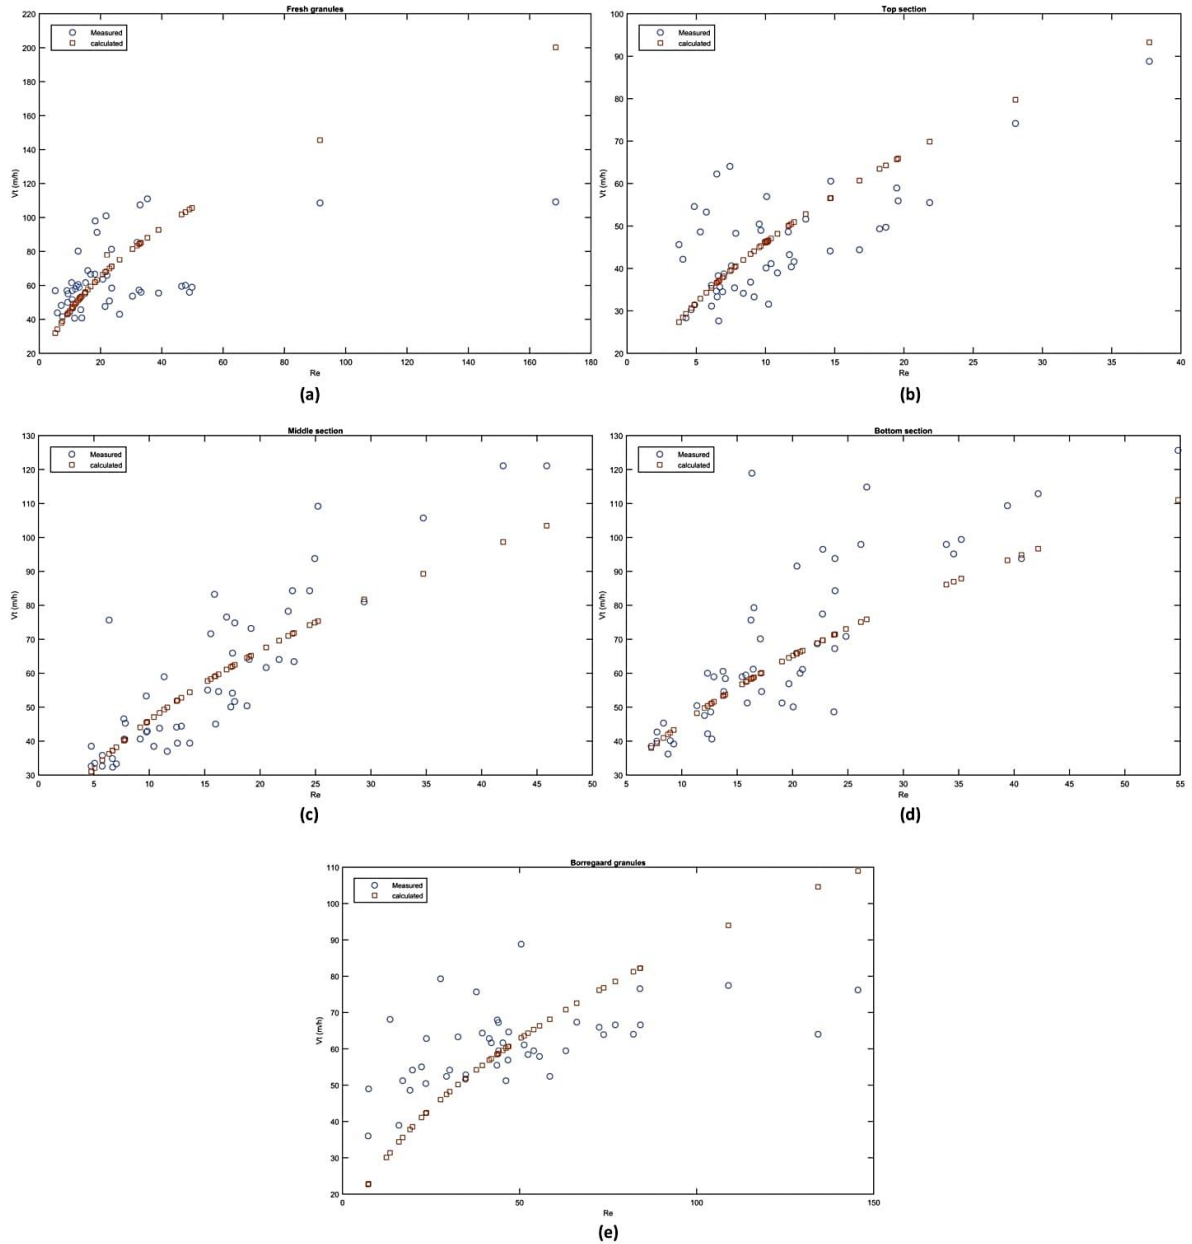 Fresh granules
Measured
calculated
220
200
180
160
140
120
100
80
60
40
20
Vt (m/h)
0 20 40 60 60 100 120 140 160 180
Re
(a)
Top section
Measured
calculated
100
90
80
70
60
50
40
30
20
Vt (m/h)
5 10 15 20 25 30 35 40
Re
(b)
Middle section
Measured
calculated
130
120
110
100
90
80
70
60
50
40
30
Vt (m/h)
0 5 10 15 20 25 30 35 40 45 50
Re
(c)
Bottom section
Measured
calculated
130
120
110
100
90
80
70
60
50
40
30
Vt (m/h)
5 10 15 20 25 30 35 40 45 50 55
Re
(d)
Borregaard granules
Measured
calculated
110
100
90
80
70
60
50
40
30
20
Vt (m/h)
0 50 100 150
Re
(e)